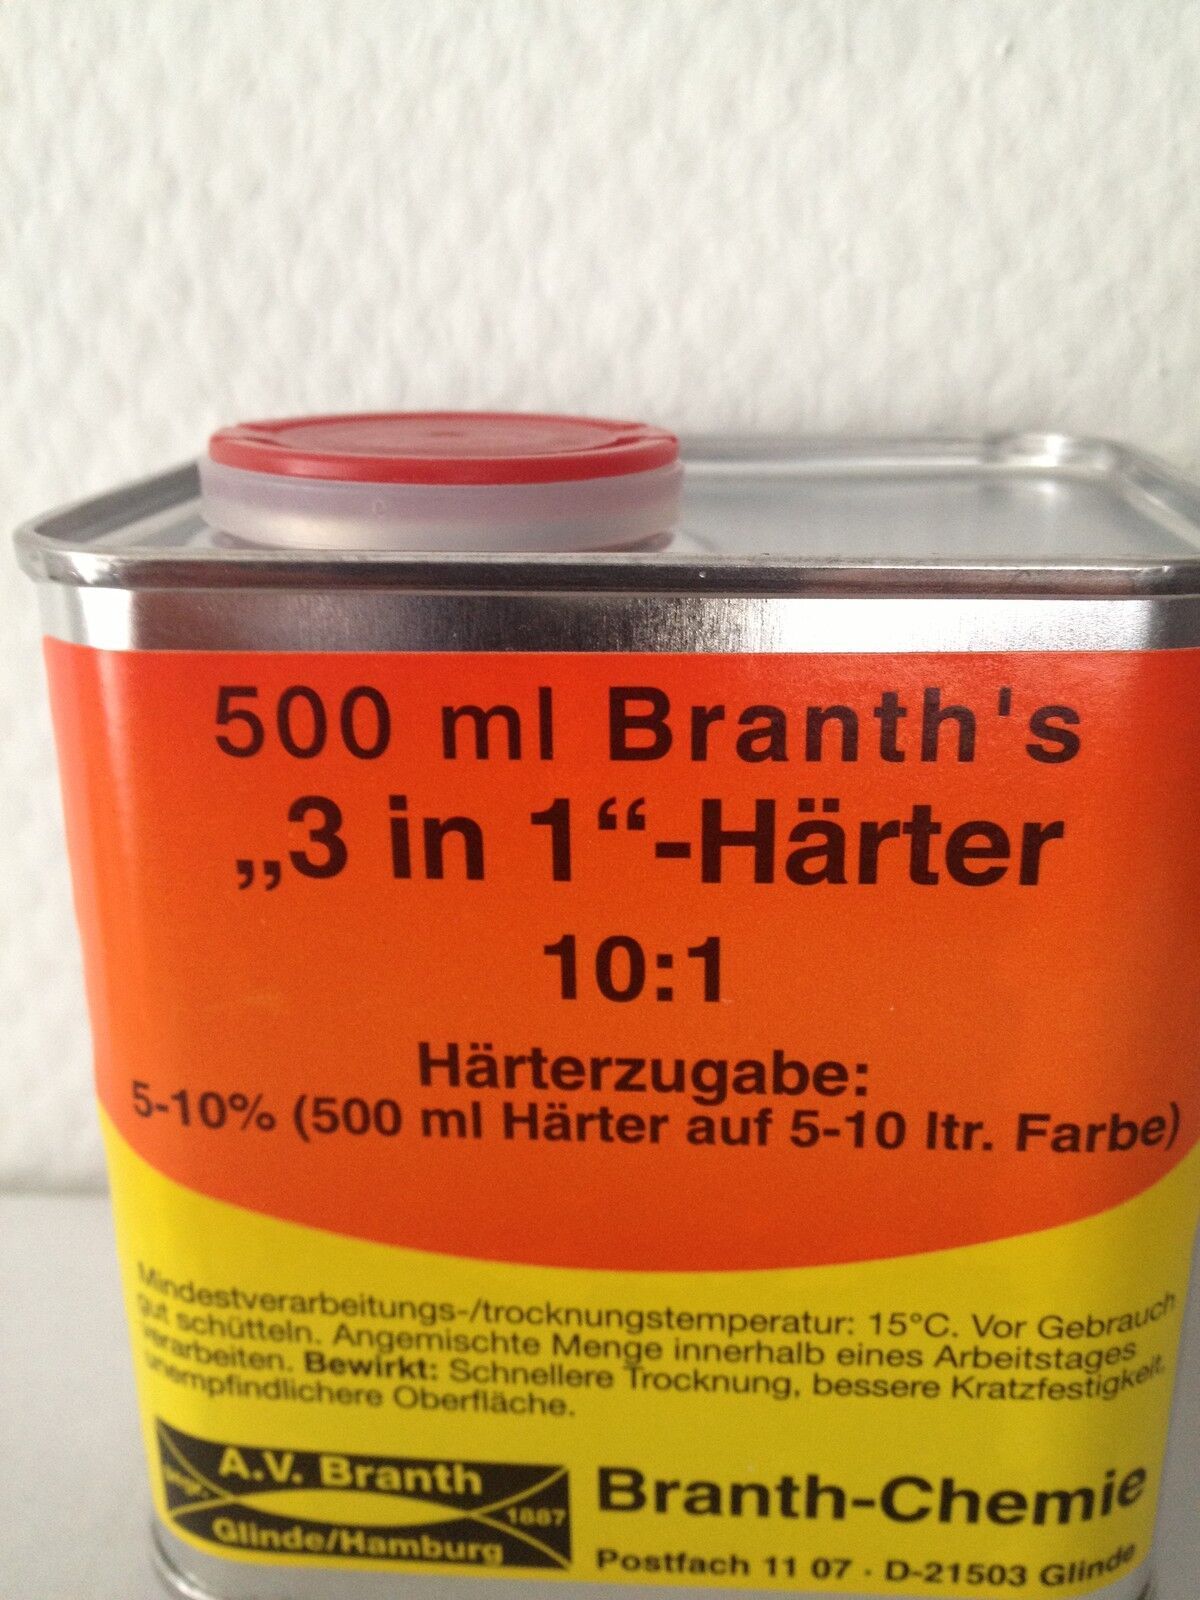 500 ml Branth's
„3 in 1“-Härter
10:1
Härterzugabe:
5-10% (500 ml Härter auf 5-10 ltr. Farbe)
Mindestverarbeitungs-/trocknungstemperatur: 15°C. Vor Gebrauch
gut schütteln. Angemischte Menge innerhalb eines Arbeitstages
verarbeiten. Bewirkt: Schnellere Trocknung, bessere Kratzfestigkeit,
unempfindlichere Oberfläche.
A.V. Branth
gegr. 1887
Glinde/Hamburg
Branth-Chemie
Postfach 11 07 · D-21503 Glinde